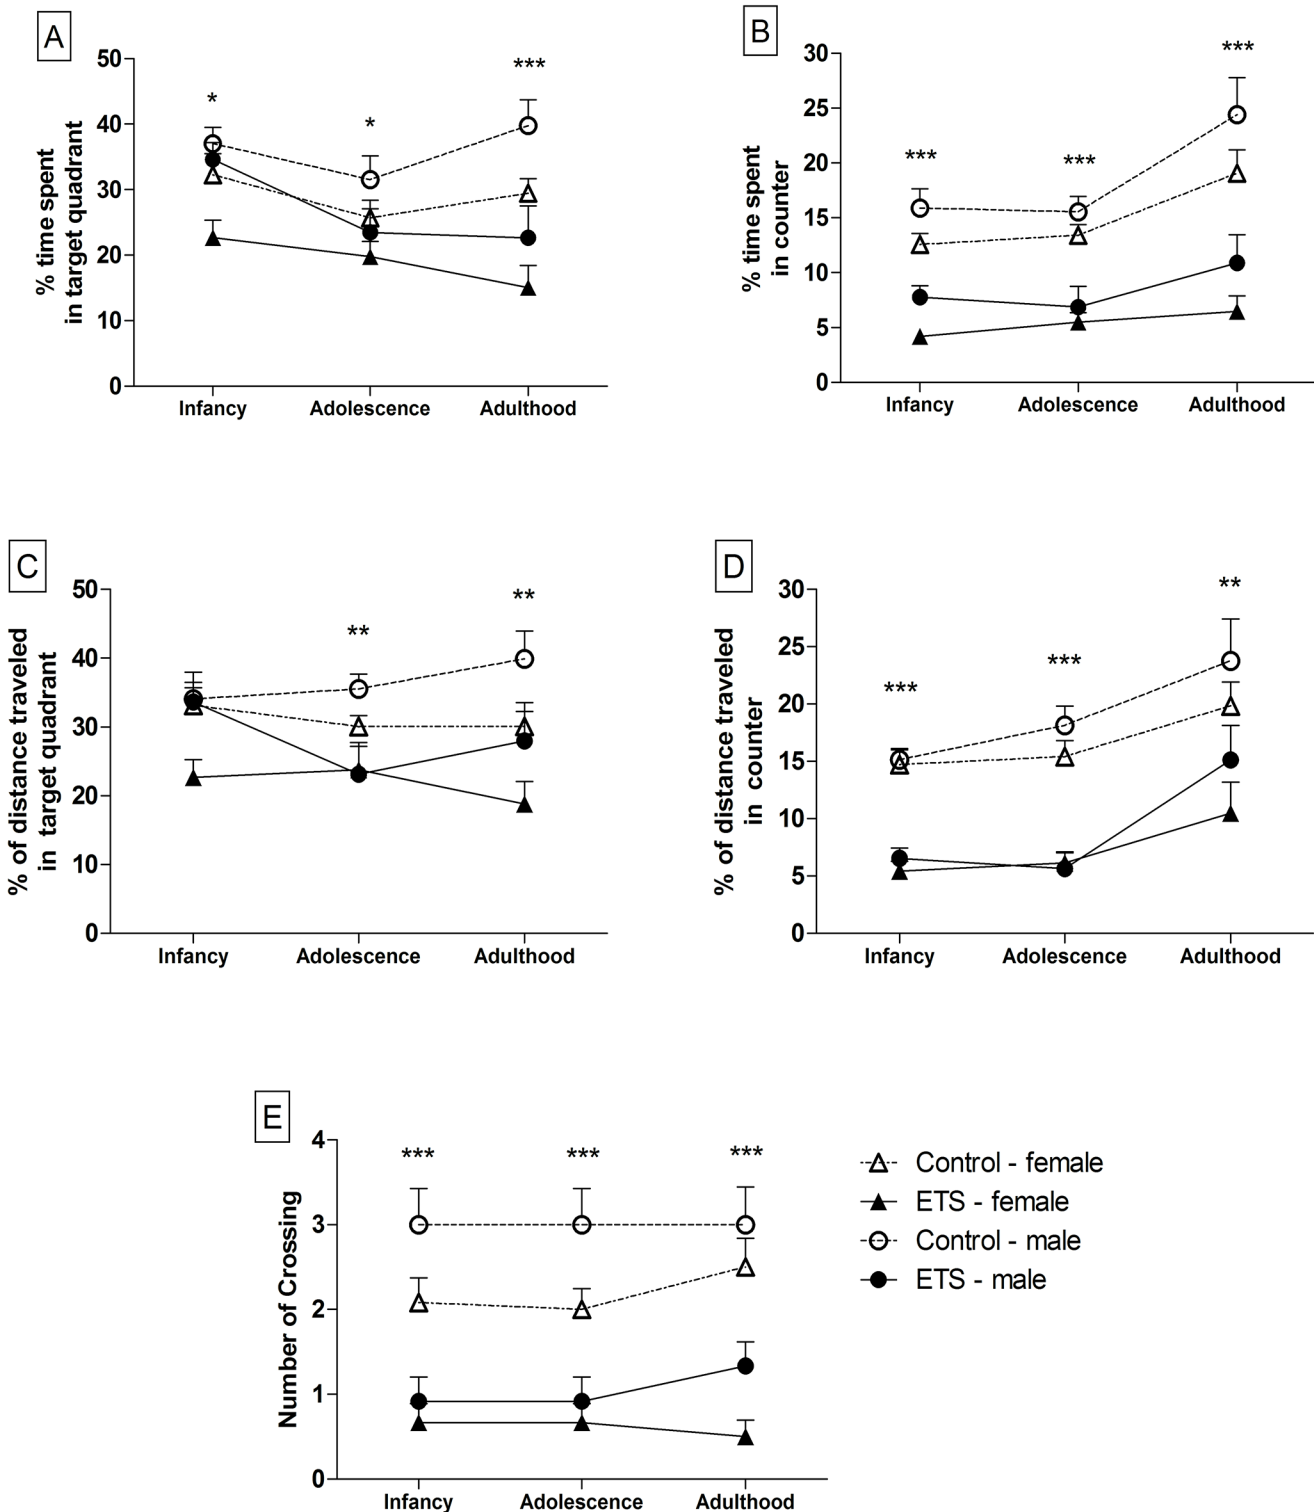 A
% time spent
in target quadrant
50
40
30
20
10
0
*
*
***
Infancy
Adolescence
Adulthood
B
% time spent
in counter
30
25
20
15
10
5
0
***
***
***
Infancy
Adolescence
Adulthood
C
% of distance traveled
in target quadrant
50
40
30
20
10
0
**
**
Infancy
Adolescence
Adulthood
D
% of distance traveled
in counter
30
25
20
15
10
5
0
***
***
**
Infancy
Adolescence
Adulthood
E
Number of Crossing
4
3
2
1
0
***
***
***
Infancy
Adolescence
Adulthood
Control - female
ETS - female
Control - male
ETS - male